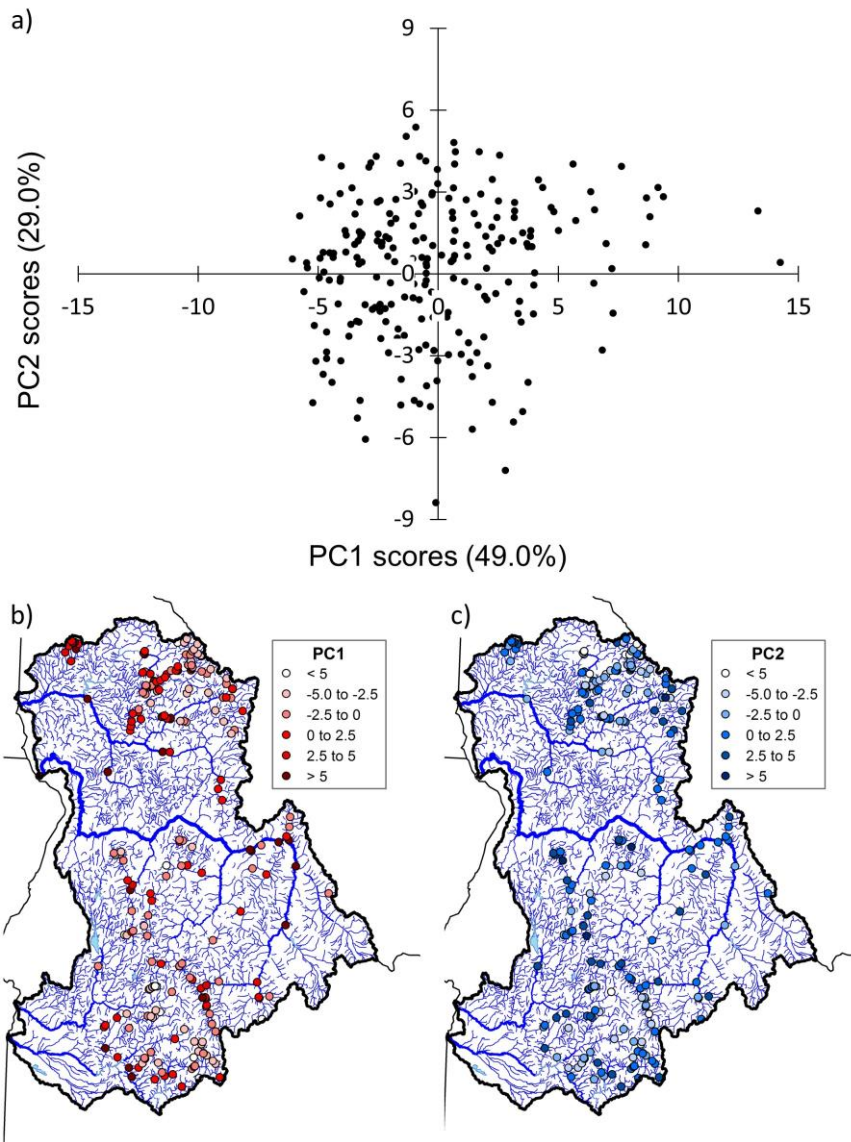 a)
9
6
3
0
-15
-10
-5
0
5
10
15
-3
-6
-9
PC2 scores (29.0%)
PC1 scores (49.0%)
b)
PC1
< 5
-5.0 to -2.5
-2.5 to 0
0 to 2.5
2.5 to 5
> 5
c)
PC2
< 5
-5.0 to -2.5
-2.5 to 0
0 to 2.5
2.5 to 5
> 5